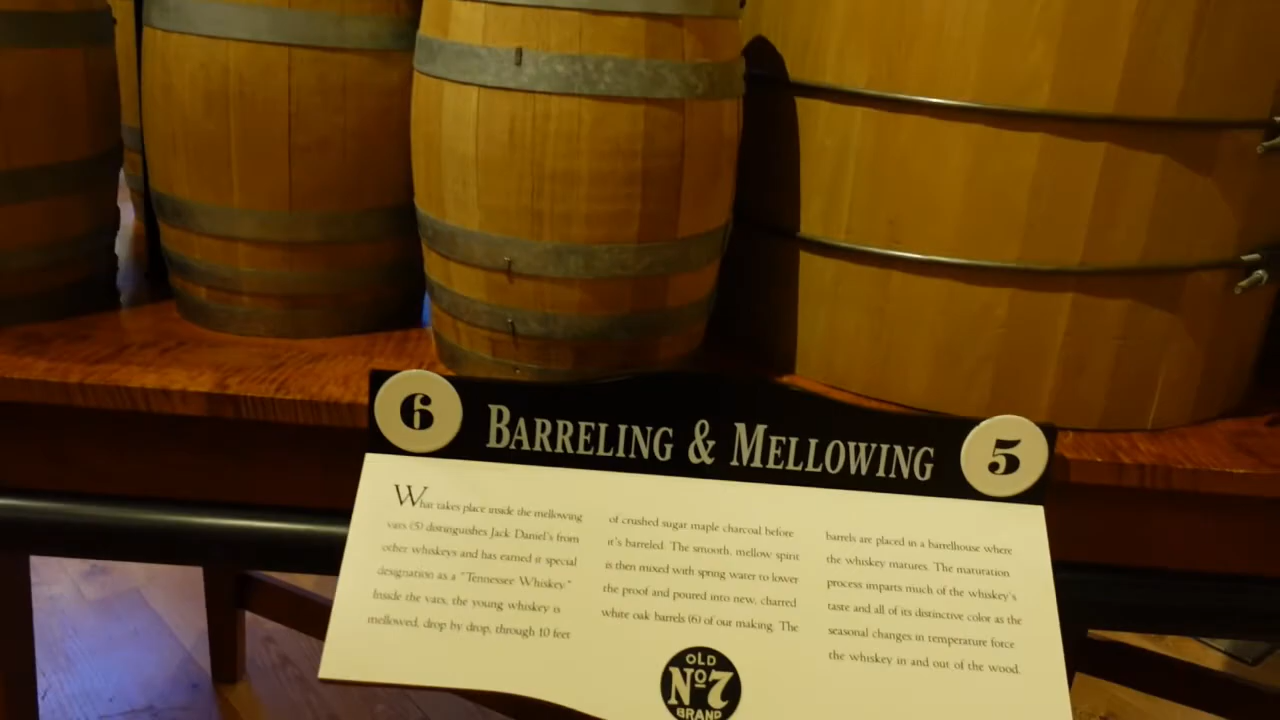 6 BARRELING & MELLOWING 5
What takes place inside the mellowing
vats (5) distinguishes Jack Daniel's from
other whiskeys and has earned it special
designation as a "Tennessee Whiskey."
Inside the vats, the young whiskey is
mellowed, drop by drop, through 10 feet
of crushed sugar maple charcoal before
it's barreled. The smooth, mellow spirit
is then mixed with spring water to lower
the proof and poured into new, charred
white oak barrels (6) of our making. The
barrels are placed in a barrelhouse where
the whiskey matures. The maturation
process imparts much of the whiskey's
taste and all of its distinctive color as the
seasonal changes in temperature force
the whiskey in and out of the wood.
OLD
Nº7
BRAND